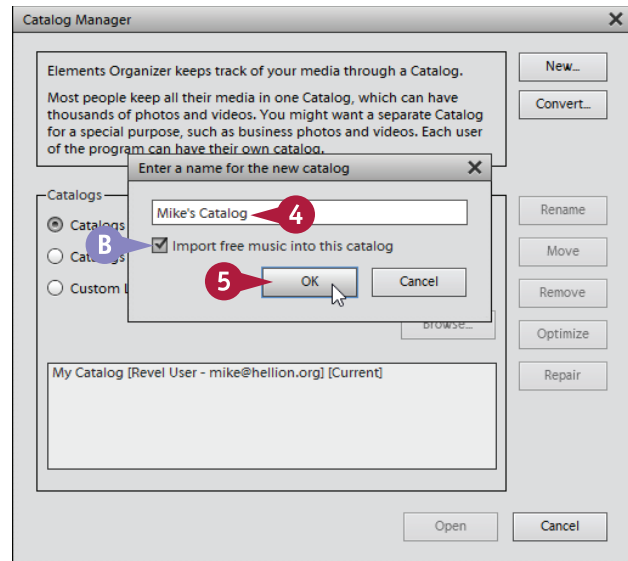 Catalog Manager
Elements Organizer keeps track of your media through a Catalog.
Most people keep all their media in one Catalog, which can have
thousands of photos and videos. You might want a separate Catalog
for a special purpose, such as business photos and videos. Each user
of the program can have their own catalog.
New...
Convert...
Enter a name for the new catalog
Mike's Catalog
4
B
Import free music into this catalog
5
OK
Cancel
Catalogs
Catalogs
Custom
Browse...
Rename
Move
Remove
Optimize
Repair
My Catalog [Revel User - mike@hellion.org] [Current]
Open
Cancel